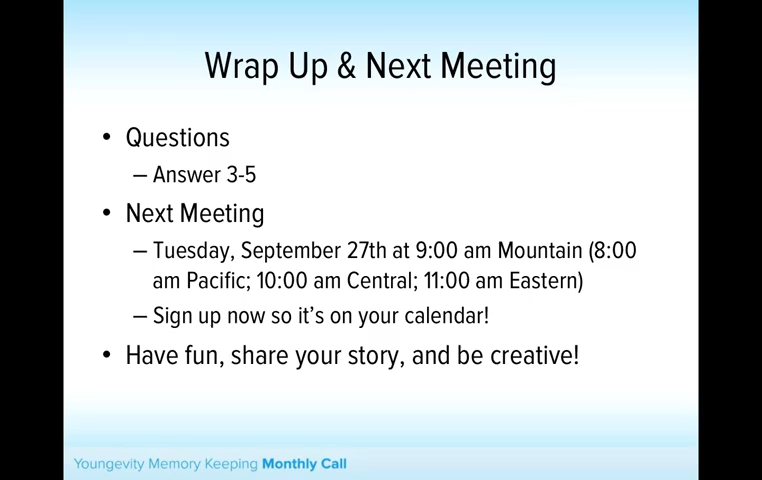 Wrap Up & Next Meeting
• Questions
– Answer 3-5
• Next Meeting
– Tuesday, September 27th at 9:00 am Mountain (8:00
am Pacific; 10:00 am Central; 11:00 am Eastern)
– Sign up now so it's on your calendar!
• Have fun, share your story, and be creative!
Youngevity Memory Keeping Monthly Call